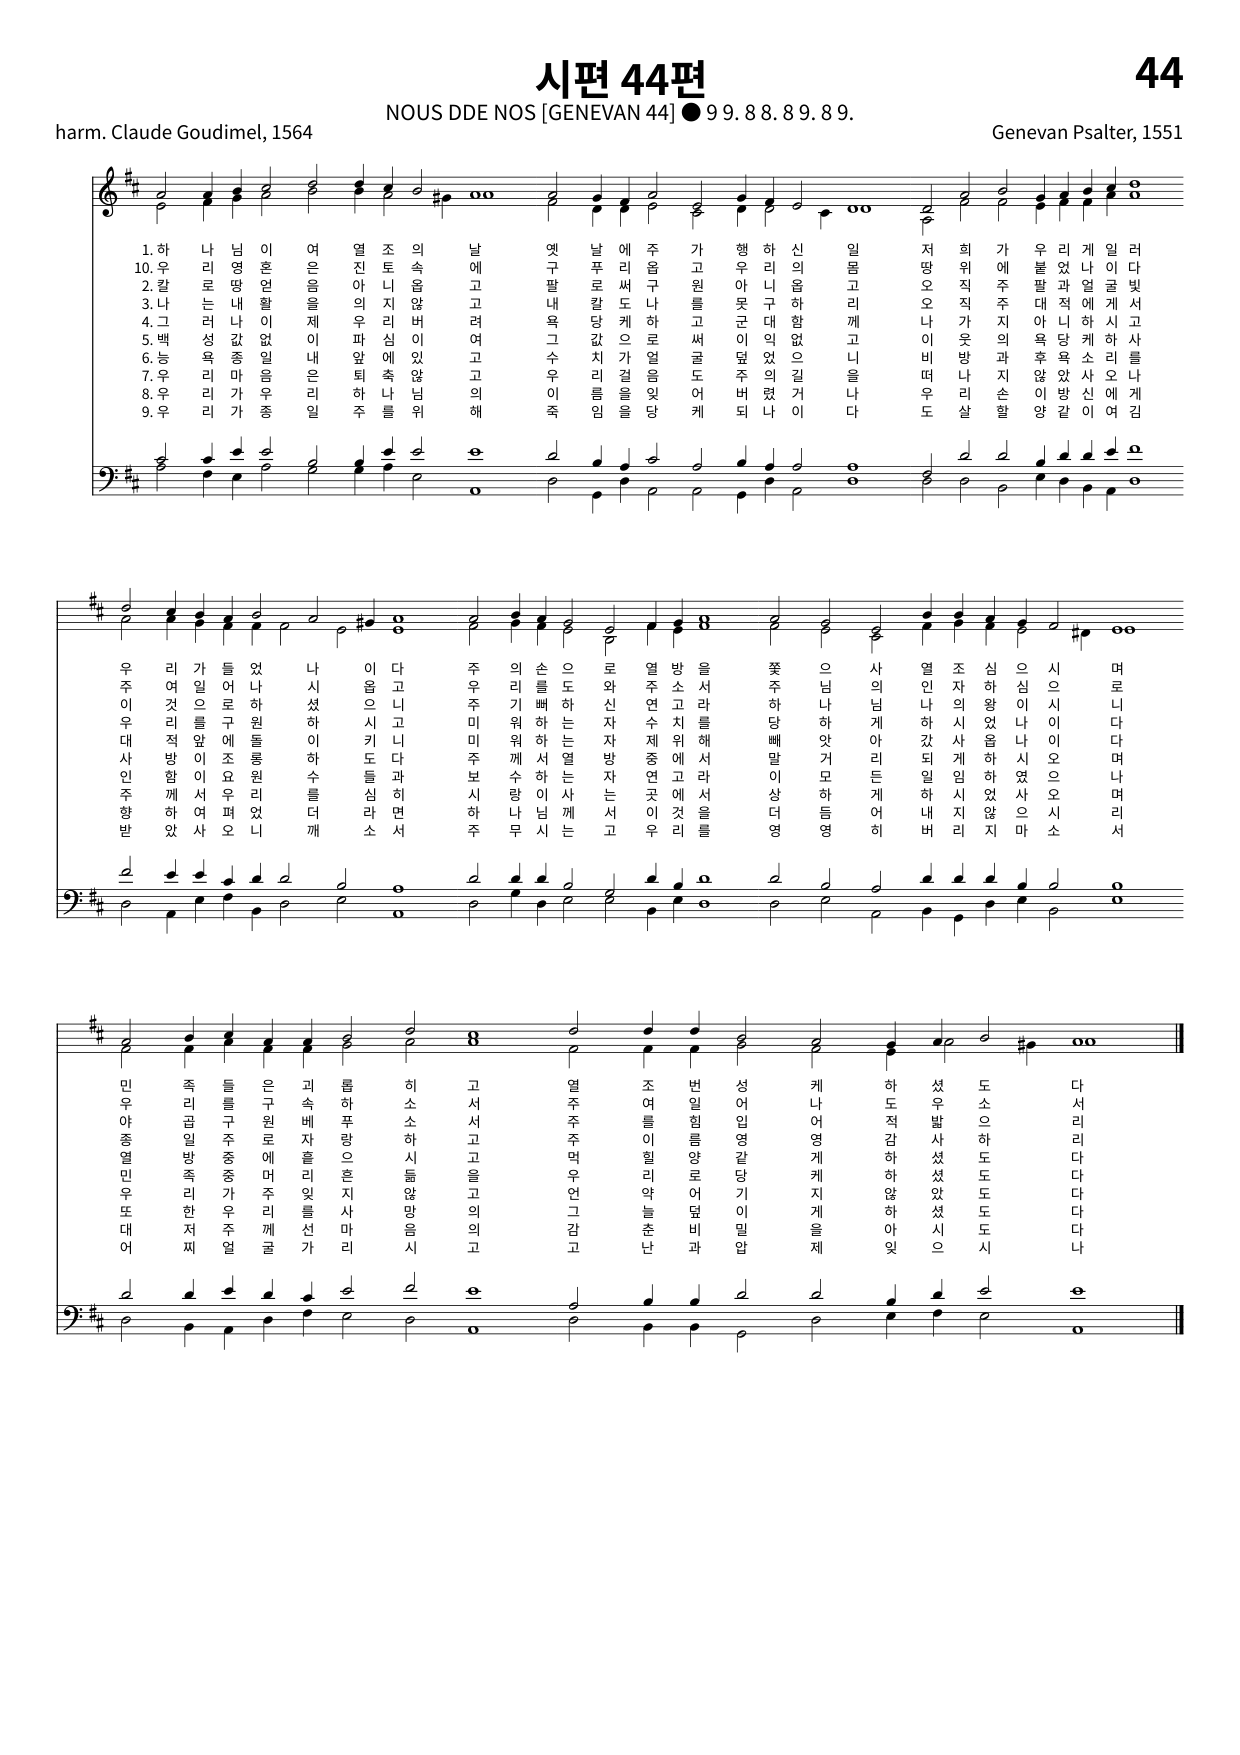 시편 44편
44
NOUS DDE NOS [GENEVAN 44] ● 9 9. 8 8. 8 9. 8 9.
harm. Claude Goudimel, 1564
Genevan Psalter, 1551
1. 하 나 님 이 여 열 조 의 날 옛 날 에 주 가 행 하 신 일 저 희 가 우 리 게 일 러
10. 우 리 영 혼 은 진 토 속 에 구 푸 리 옵 고 우 리 의 몸 땅 위 에 붙 었 나 이 다
2. 칼 로 땅 얻 음 아 니 옵 고 팔 로 써 구 원 아 니 옵 고 오 직 주 팔 과 얼 굴 빛
3. 나 는 내 활 을 의 지 않 고 내 칼 도 나 를 못 구 하 리 오 직 주 대 적 에 게 서
4. 그 러 나 이 제 우 리 버 려 욕 당 케 하 고 군 대 함 께 나 가 지 아 니 하 시 고
5. 백 성 값 없 이 파 심 이 여 그 값 으 로 써 이 익 없 고 이 웃 의 욕 당 케 하 사
6. 능 욕 종 일 내 앞 에 있 고 수 치 가 얼 굴 덮 었 으 니 비 방 과 후 욕 소 리 를
7. 우 리 마 음 은 퇴 축 않 고 우 리 걸 음 도 주 의 길 을 떠 나 지 않 았 사 오 나
8. 우 리 가 우 리 하 나 님 의 이 름 을 잊 어 버 렸 거 나 우 리 손 이 방 신 에 게
9. 우 리 가 종 일 주 를 위 해 죽 임 을 당 케 되 나 이 다 도 살 할 양 같 이 여 김
우 리 가 들 었 나 이 다 주 의 손 으 로 열 방 을 쫓 으 사 열 조 심 으 시 며
주 여 일 어 나 시 옵 고 우 리 를 도 와 주 소 서 주 님 의 인 자 하 심 으 로
이 것 으 로 하 셨 으 니 주 기 뻐 하 신 연 고 라 하 나 님 나 의 왕 이 시 니
우 리 를 구 원 하 시 고 미 워 하 는 자 수 치 를 당 하 게 하 시 었 나 이 다
대 적 앞 에 돌 이 키 니 미 워 하 는 자 제 위 해 빼 앗 아 갔 사 옵 나 이 다
사 방 이 조 롱 하 도 다 주 께 서 열 방 중 에 서 말 거 리 되 게 하 시 오 며
인 함 이 요 원 수 들 과 보 수 하 는 자 연 고 라 이 모 든 일 임 하 였 으 나
주 께 서 우 리 를 심 히 시 랑 이 사 는 곳 에 서 상 하 게 하 시 었 사 오 며
향 하 여 펴 었 더 라 면 하 나 님 께 서 이 것 을 더 듬 어 내 지 않 으 시 리
받 았 사 오 니 깨 소 서 주 무 시 는 고 우 리 를 영 영 히 버 리 지 마 소 서
민 족 들 은 괴 롭 히 고 열 조 번 성 케 하 셨 도 다
우 리 를 구 속 하 소 서 주 여 일 어 나 도 우 소 서
야 곱 구 원 베 푸 소 서 주 를 힘 입 어 적 밟 으 리
종 일 주 로 자 랑 하 고 주 이 름 영 영 감 사 하 리
열 방 중 에 흩 으 시 고 먹 힐 양 같 게 하 셨 도 다
민 족 중 머 리 흔 듦 을 우 리 로 당 케 하 셨 도 다
우 리 가 주 잊 지 않 고 언 약 어 기 지 않 았 도 다
또 한 우 리 를 사 망 의 그 늘 덮 이 게 하 셨 도 다
대 저 주 께 선 마 음 의 감 춘 비 밀 을 아 시 도 다
어 찌 얼 굴 가 리 시 고 고 난 과 압 제 잊 으 시 나